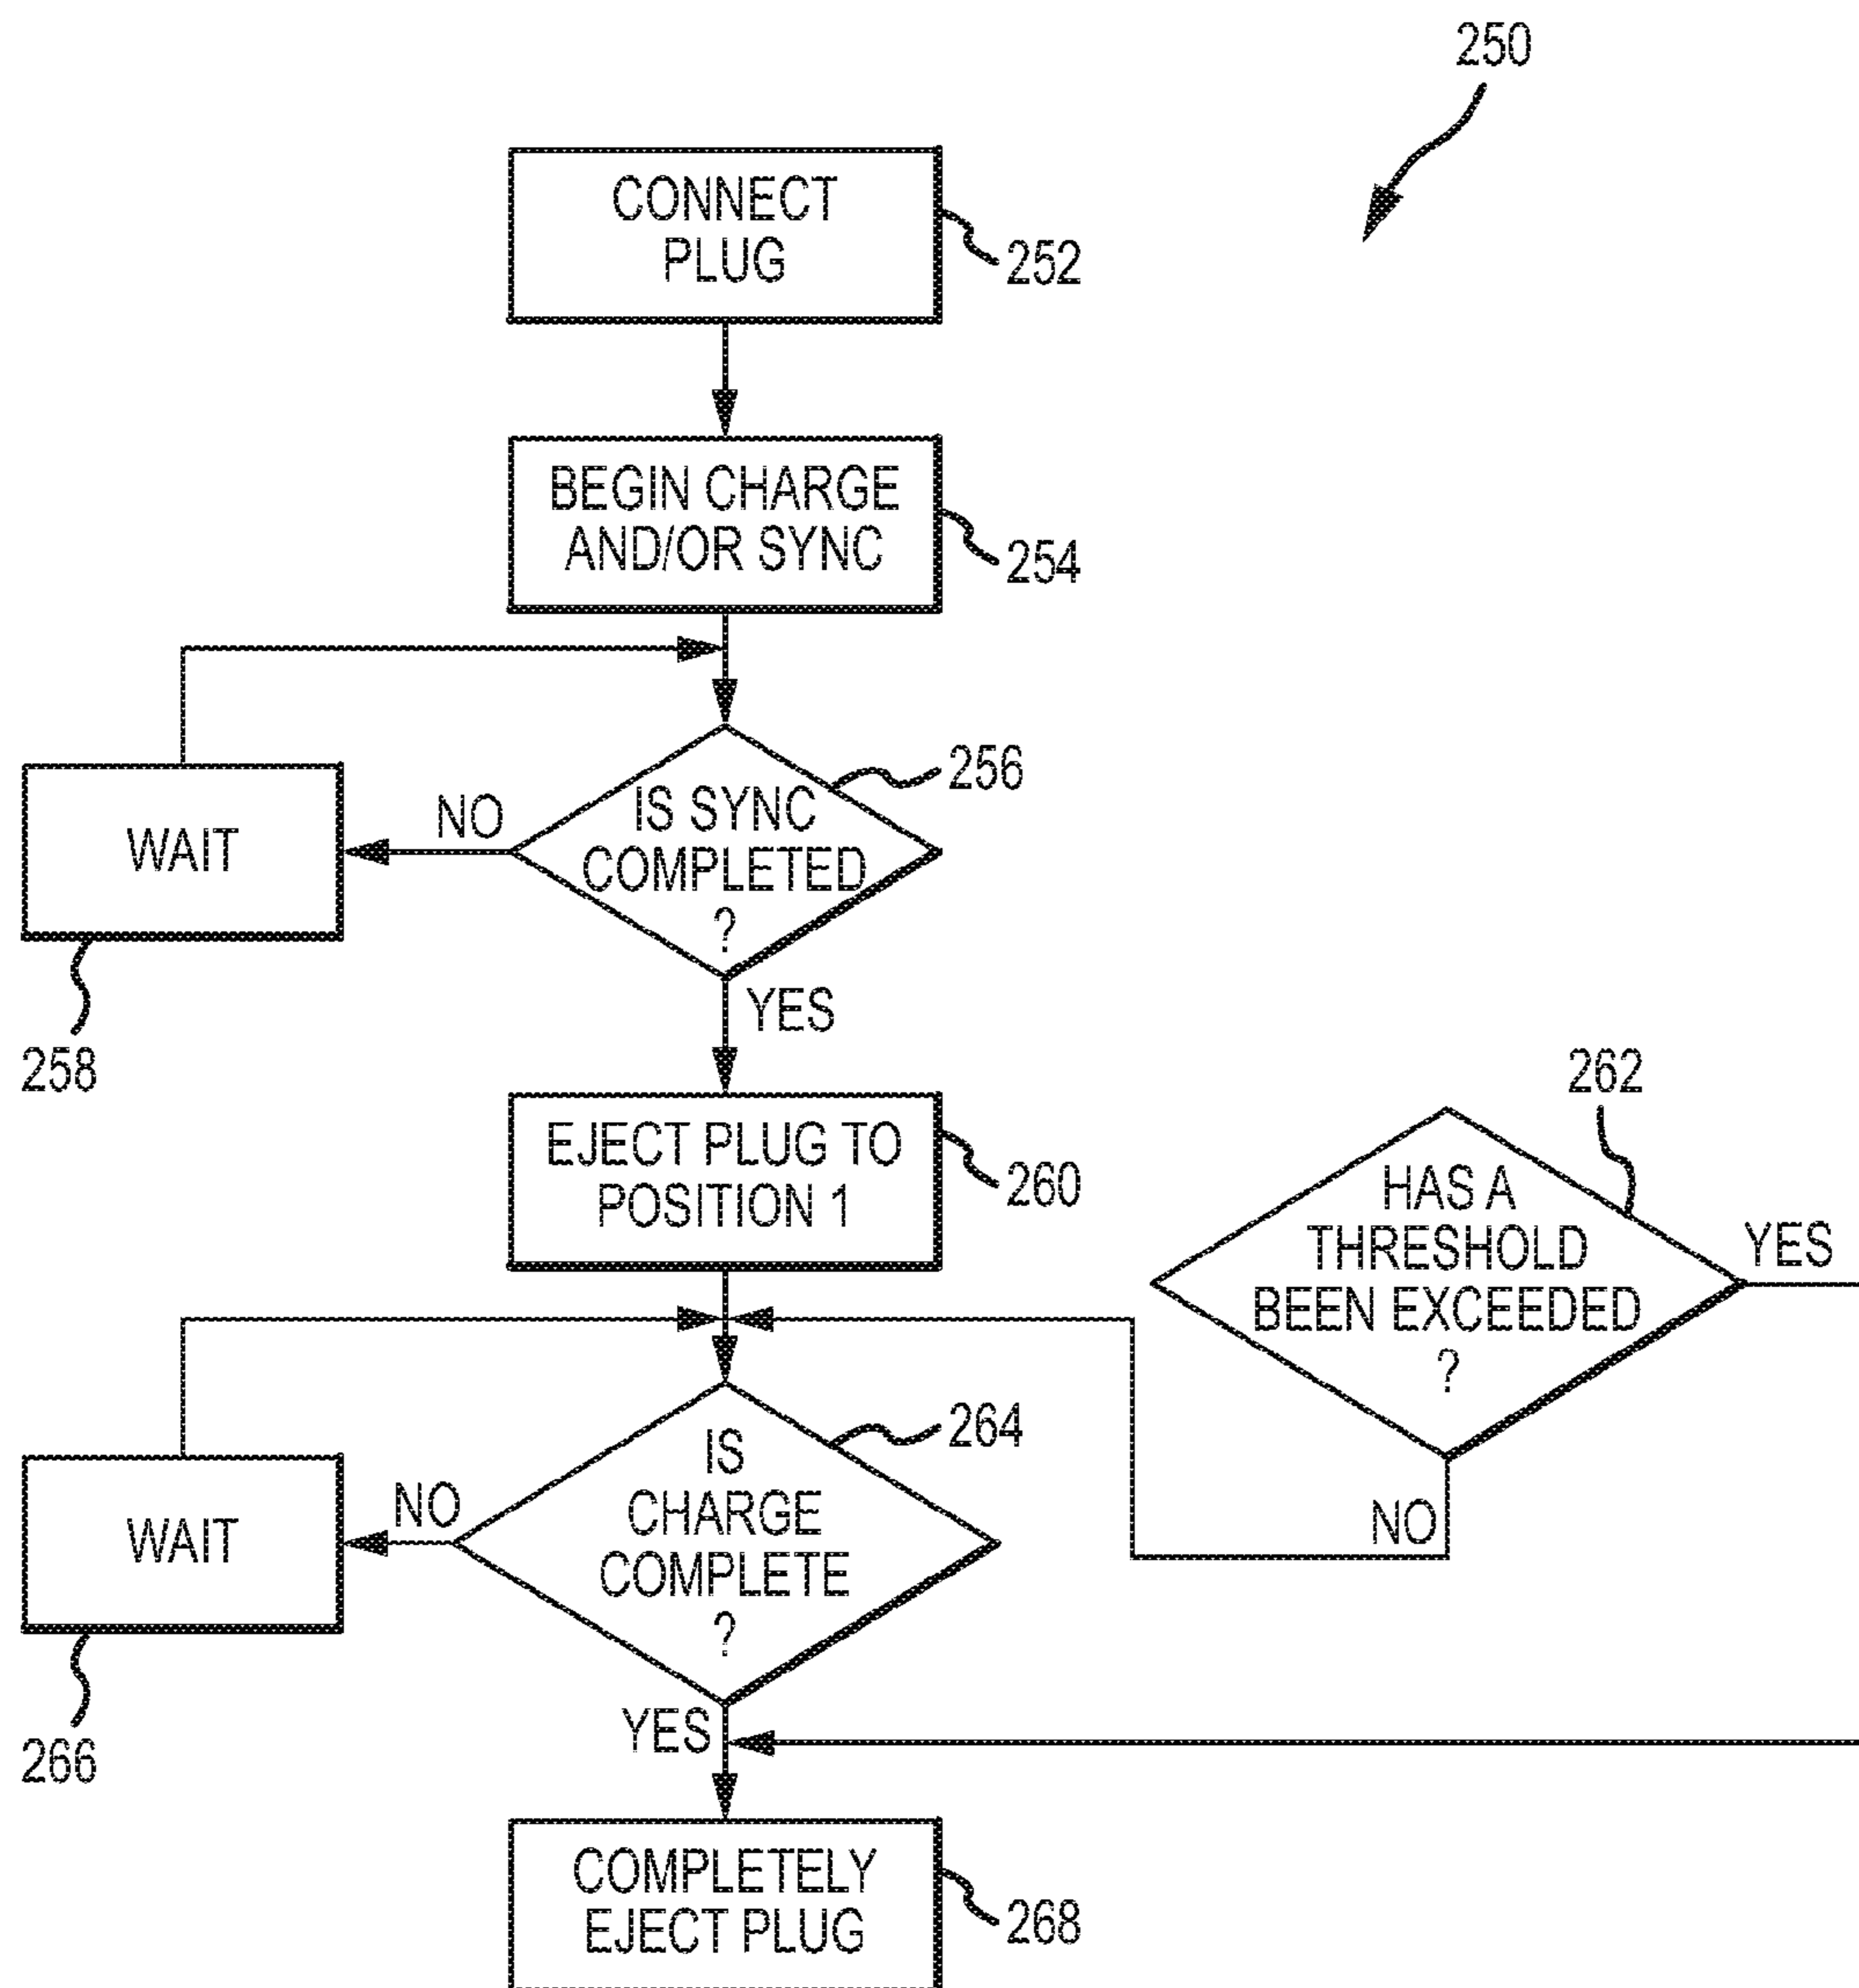 250
CONNECT
PLUG
252
BEGIN CHARGE
AND/OR SYNC
254
256
IS SYNC
COMPLETED
?
NO
WAIT
258
YES
EJECT PLUG TO
POSITION 1
260
262
HAS A
THRESHOLD
BEEN EXCEEDED
?
YES
NO
264
IS
CHARGE
COMPLETE
?
NO
WAIT
266
YES
COMPLETELY
EJECT PLUG
268